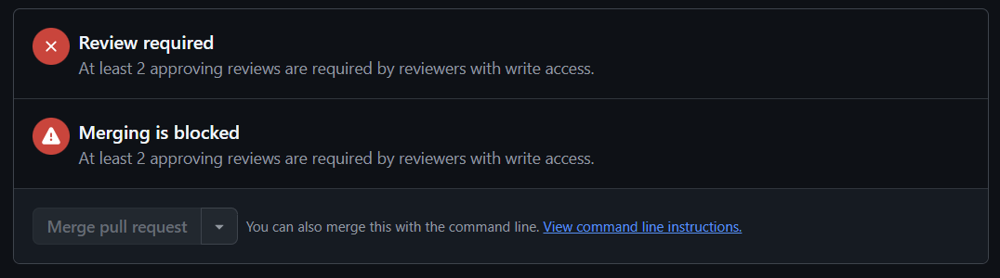 Review required
At least 2 approving reviews are required by reviewers with write access.
Merging is blocked
At least 2 approving reviews are required by reviewers with write access.
Merge pull request You can also merge this with the command line. View command line instructions.